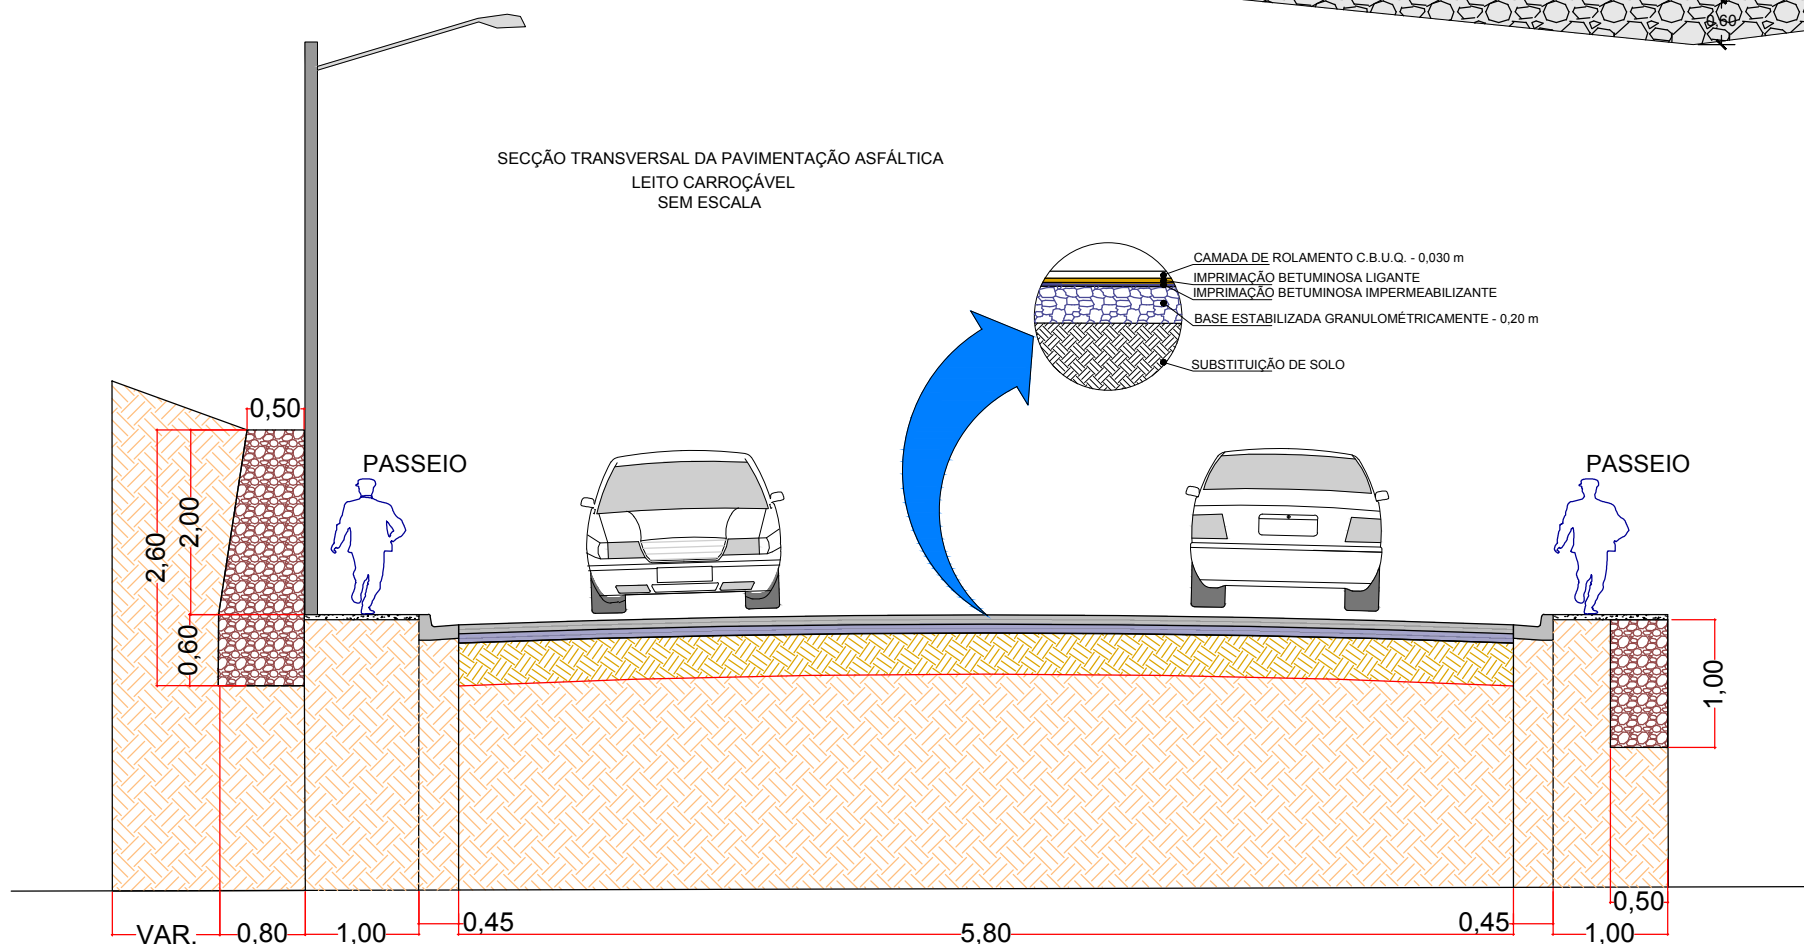 0,60
SECÇÃO TRANSVERSAL DA PAVIMENTAÇÃO ASFÁLTICA
LEITO CARROÇÁVEL
SEM ESCALA
CAMADA DE ROLAMENTO C.B.U.Q. - 0,030 m
IMPRIMAÇÃO BETUMINOSA LIGANTE
IMPRIMAÇÃO BETUMINOSA IMPERMEABILIZANTE
BASE ESTABILIZADA GRANULOMÉTRICAMENTE - 0,20 m
SUBSTITUIÇÃO DE SOLO
0,50
PASSEIO
PASSEIO
2,00
2,60
0,60
1,00
0,50
VAR.
0,80
1,00
0,45
5,80
0,45
1,00